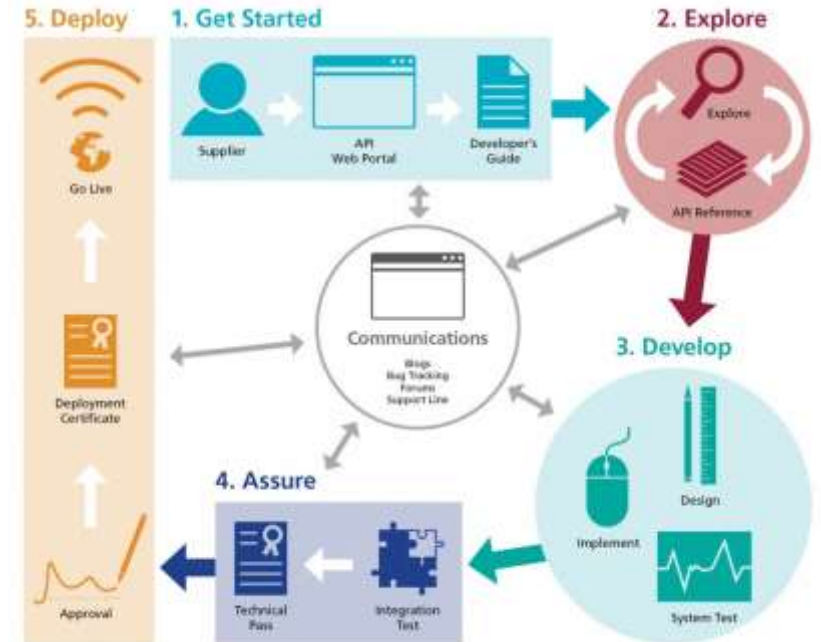 5. Deploy
1. Get Started
2. Explore
Supplier
API
Web Portal
Developer's
Guide
Explore
API Reference
Go Live
Communications
Blogs
Bug Tracking
Forums
Support Line
3. Develop
Deployment
Certificate
4. Assure
Design
Implement
System Test
Approval
Technical
Pass
Integration
Test